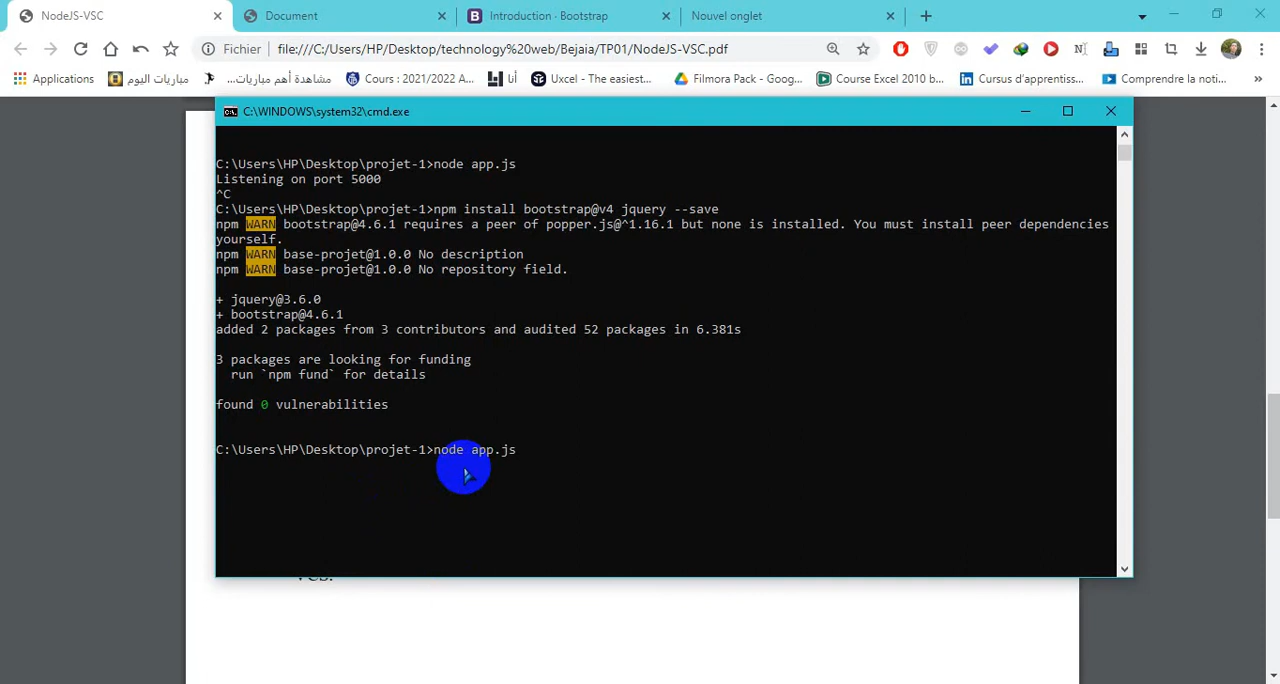 NodeJS-VSC
Document
Introduction · Bootstrap
Nouvel onglet
Fichier
file:///C:/Users/HP/Desktop/technology%20web/Bejaia/TP01/NodeJS-VSC.pdf
Applications
مباريات اليوم
مشاهدة أهم مباريات...
Cours : 2021/2022 A...
أنا
Uxcel - The easiest...
Filmora Pack - Goog...
Course Excel 2010 b...
Cursus d'apprentiss...
Comprendre la noti...
»
C:\WINDOWS\system32\cmd.exe
C:\Users\HP\Desktop\projet-1>node app.js
Listening on port 5000
^C
C:\Users\HP\Desktop\projet-1>npm install bootstrap@v4 jquery --save
npm WARN bootstrap@4.6.1 requires a peer of popper.js@^1.16.1 but none is installed. You must install peer dependencies
yourself.
npm WARN base-projet@1.0.0 No description
npm WARN base-projet@1.0.0 No repository field.
+ jquery@3.6.0
+ bootstrap@4.6.1
added 2 packages from 3 contributors and audited 52 packages in 6.381s
3 packages are looking for funding
run `npm fund` for details
found 0 vulnerabilities
C:\Users\HP\Desktop\projet-1>node app.js